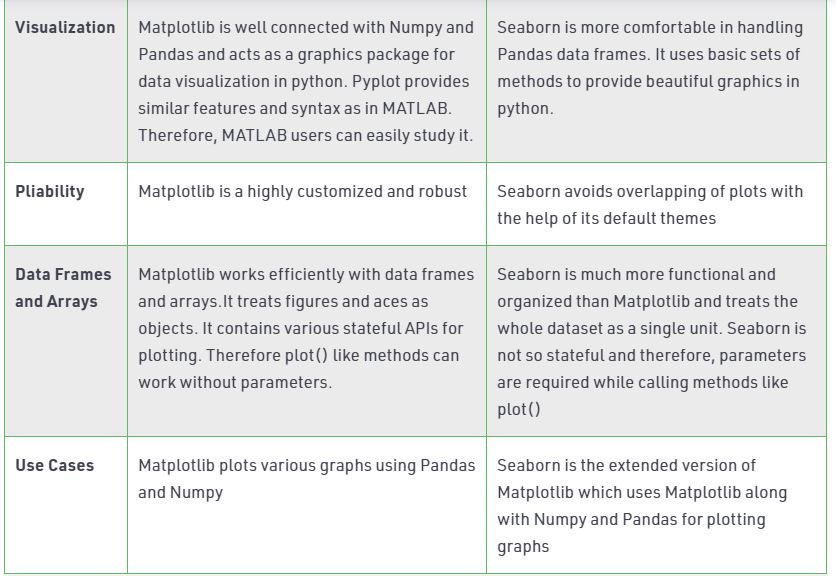 Visualization
Matplotlib is well connected with Numpy and
Pandas and acts as a graphics package for
data visualization in python. Pyplot provides
similar features and syntax as in MATLAB.
Therefore, MATLAB users can easily study it.
Seaborn is more comfortable in handling
Pandas data frames. It uses basic sets of
methods to provide beautiful graphics in
python.
Pliability
Matplotlib is a highly customized and robust
Seaborn avoids overlapping of plots with
the help of its default themes
Data Frames
and Arrays
Matplotlib works efficiently with data frames
and arrays.It treats figures and aces as
objects. It contains various stateful APIs for
plotting. Therefore plot() like methods can
work without parameters.
Seaborn is much more functional and
organized than Matplotlib and treats the
whole dataset as a single unit. Seaborn is
not so stateful and therefore, parameters
are required while calling methods like
plot()
Use Cases
Matplotlib plots various graphs using Pandas
and Numpy
Seaborn is the extended version of
Matplotlib which uses Matplotlib along
with Numpy and Pandas for plotting
graphs